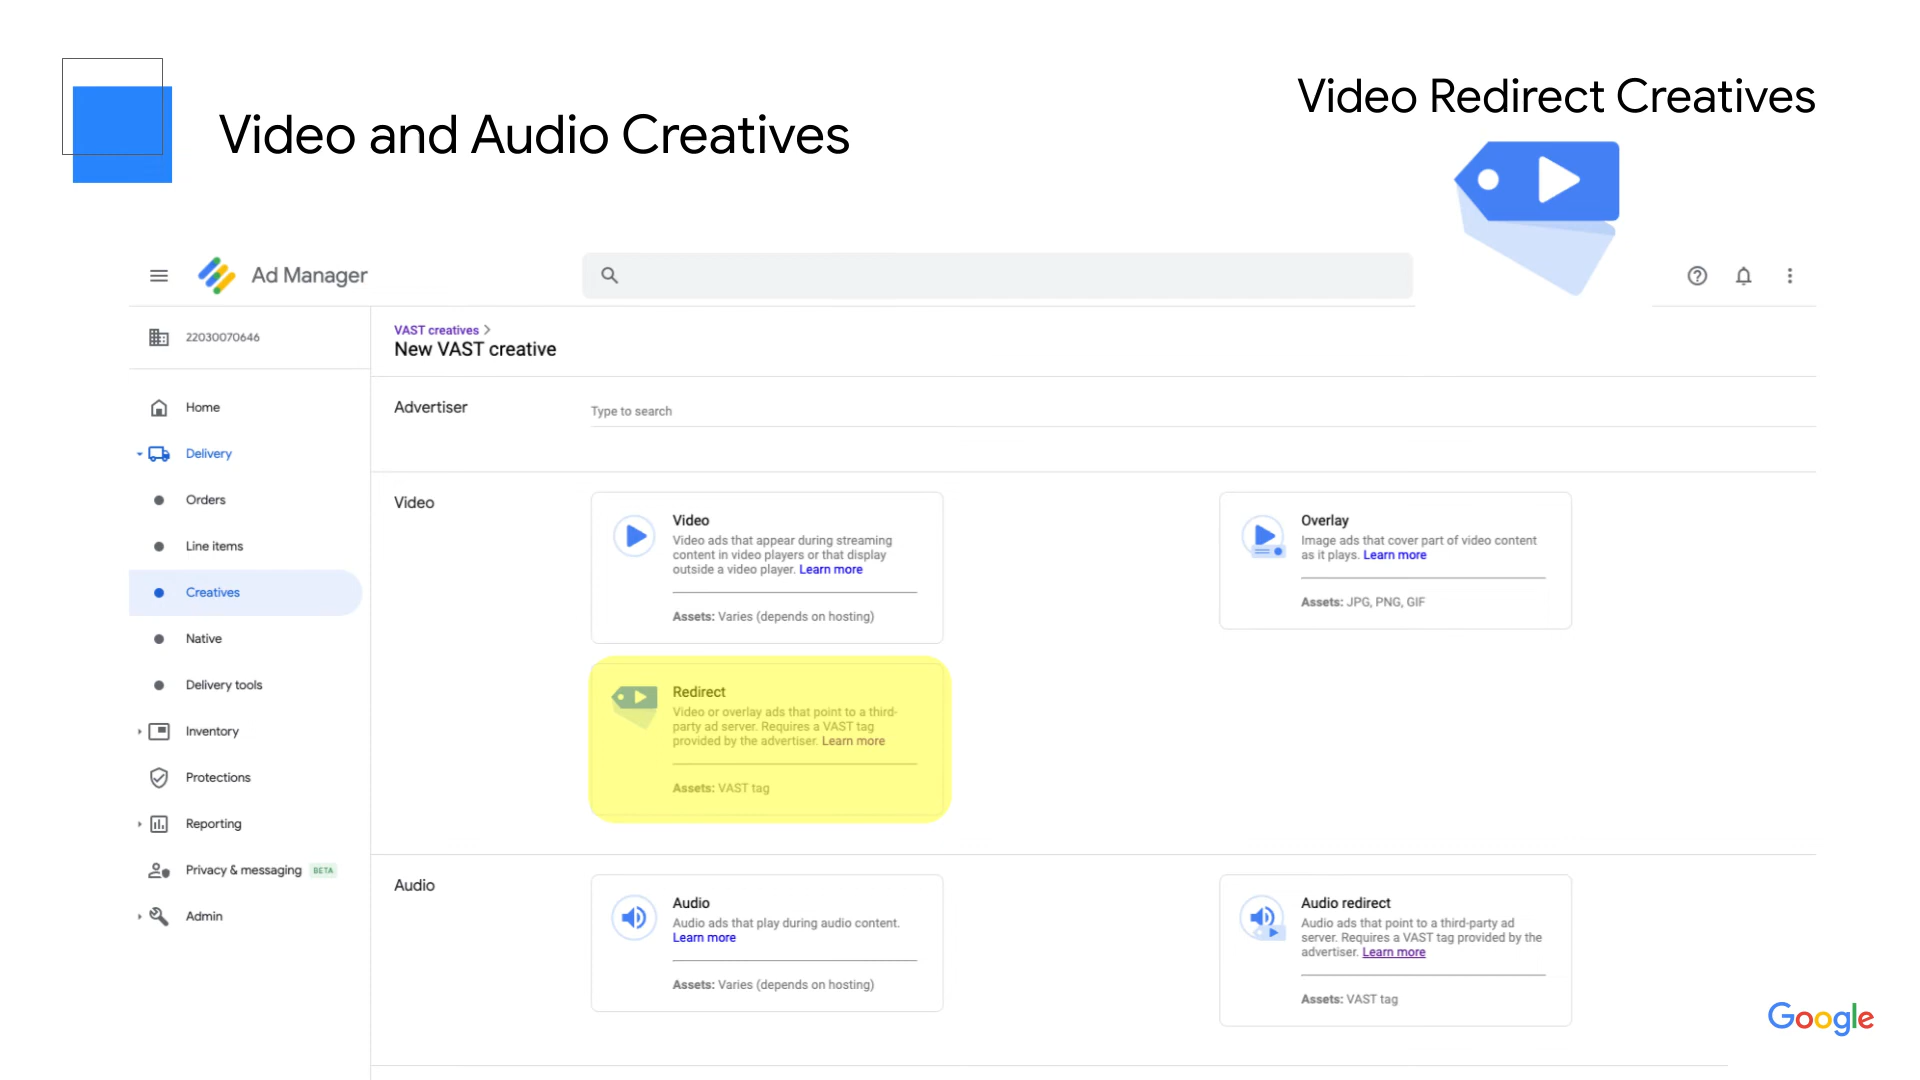 Video Redirect Creatives
Video and Audio Creatives
Ad Manager
22030070646
Home
Delivery
Orders
Line items
Creatives
Native
Delivery tools
Inventory
Protections
Reporting
Privacy & messaging BETA
Admin
VAST creatives
New VAST creative
Advertiser
Type to search
Video
Video
Video ads that appear during streaming
content in video players or that display
outside a video player. Learn more
Assets: Varies (depends on hosting)
Overlay
Image ads that cover part of video content
as it plays. Learn more
Assets: JPG, PNG, GIF
Redirect
Video or overlay ads that point to a third-
party ad server. Requires a VAST tag
provided by the advertiser. Learn more
Assets: VAST tag
Audio
Audio
Audio ads that play during audio content.
Learn more
Assets: Varies (depends on hosting)
Audio redirect
Audio ads that point to a third-party ad
server. Requires a VAST tag provided by the
advertiser. Learn more
Assets: VAST tag
Google